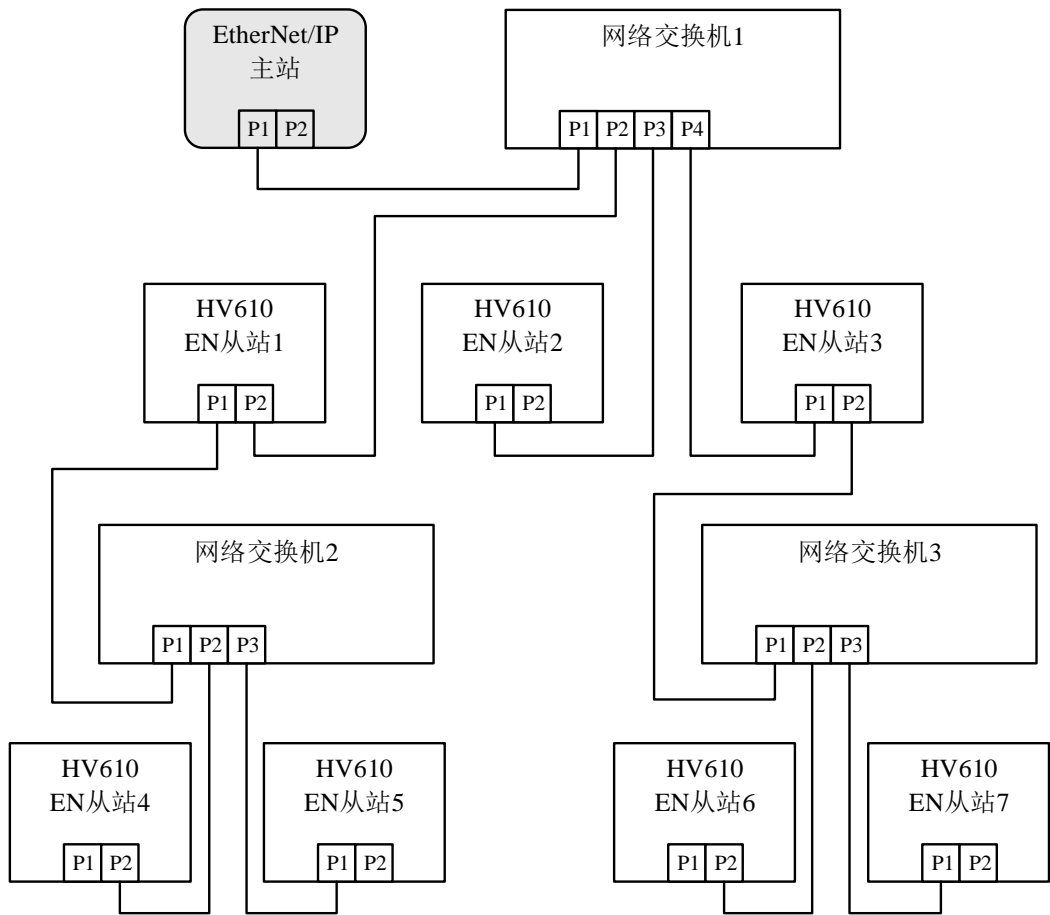 EtherNet/IP
主站
P1 P2
网络交换机1
P1 P2 P3 P4
HV610
EN从站1
P1 P2
HV610
EN从站2
P1 P2
HV610
EN从站3
P1 P2
网络交换机2
P1 P2 P3
网络交换机3
P1 P2 P3
HV610
EN从站4
P1 P2
HV610
EN从站5
P1 P2
HV610
EN从站6
P1 P2
HV610
EN从站7
P1 P2